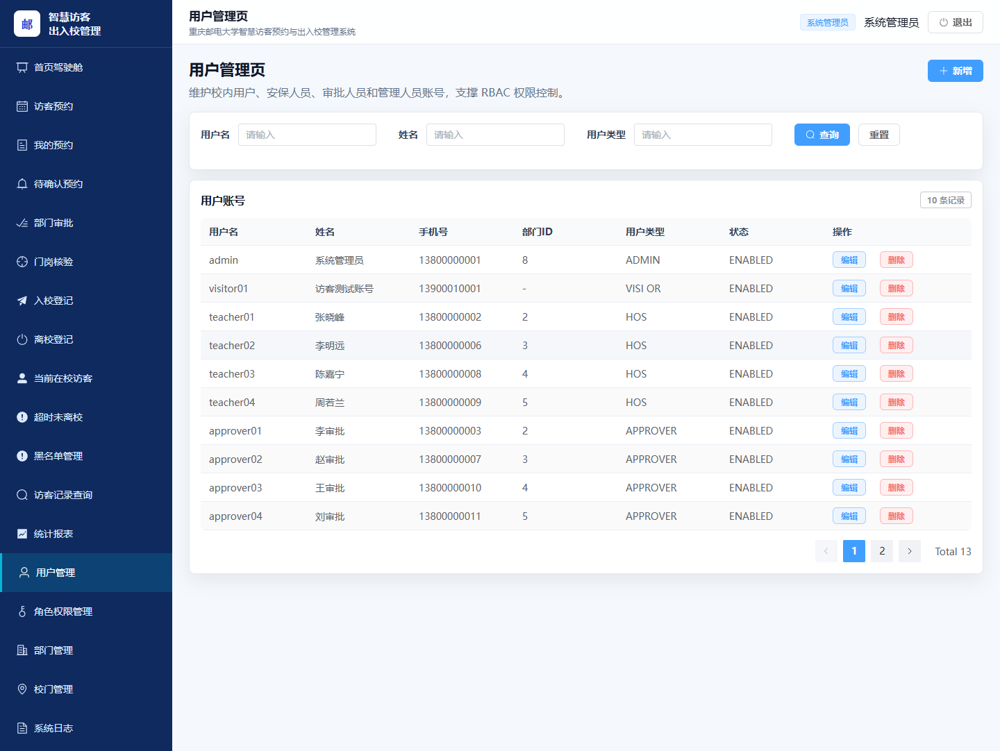 邮
智慧访客
出入校管理
首页驾驶舱
访客预约
我的预约
待确认预约
部门审批
门岗核验
入校登记
离校登记
当前在校访客
超时未离校
黑名单管理
访客记录查询
统计报表
用户管理
角色权限管理
部门管理
校门管理
系统日志
用户管理页
重庆邮电大学智慧访客预约与出入校管理系统
系统管理员 系统管理员 退出
用户管理页
新增
维护校内用户、安保人员、审批人员和管理人员账号，支撑 RBAC 权限控制。
用户名 请输入 姓名 请输入 用户类型 请输入 查询 重置
用户账号 10 条记录
用户名 姓名 手机号 部门ID 用户类型 状态 操作
admin 系统管理员 13800000001 8 ADMIN ENABLED 编辑 删除
visitor01 访客测试账号 13900010001 - VISI OR ENABLED 编辑 删除
teacher01 张晓峰 13800000002 2 HOS ENABLED 编辑 删除
teacher02 李明远 13800000006 3 HOS ENABLED 编辑 删除
teacher03 陈嘉宁 13800000008 4 HOS ENABLED 编辑 删除
teacher04 周若兰 13800000009 5 HOS ENABLED 编辑 删除
approver01 李审批 13800000003 2 APPROVER ENABLED 编辑 删除
approver02 赵审批 13800000007 3 APPROVER ENABLED 编辑 删除
approver03 王审批 13800000010 4 APPROVER ENABLED 编辑 删除
approver04 刘审批 13800000011 5 APPROVER ENABLED 编辑 删除
1 2 Total 13